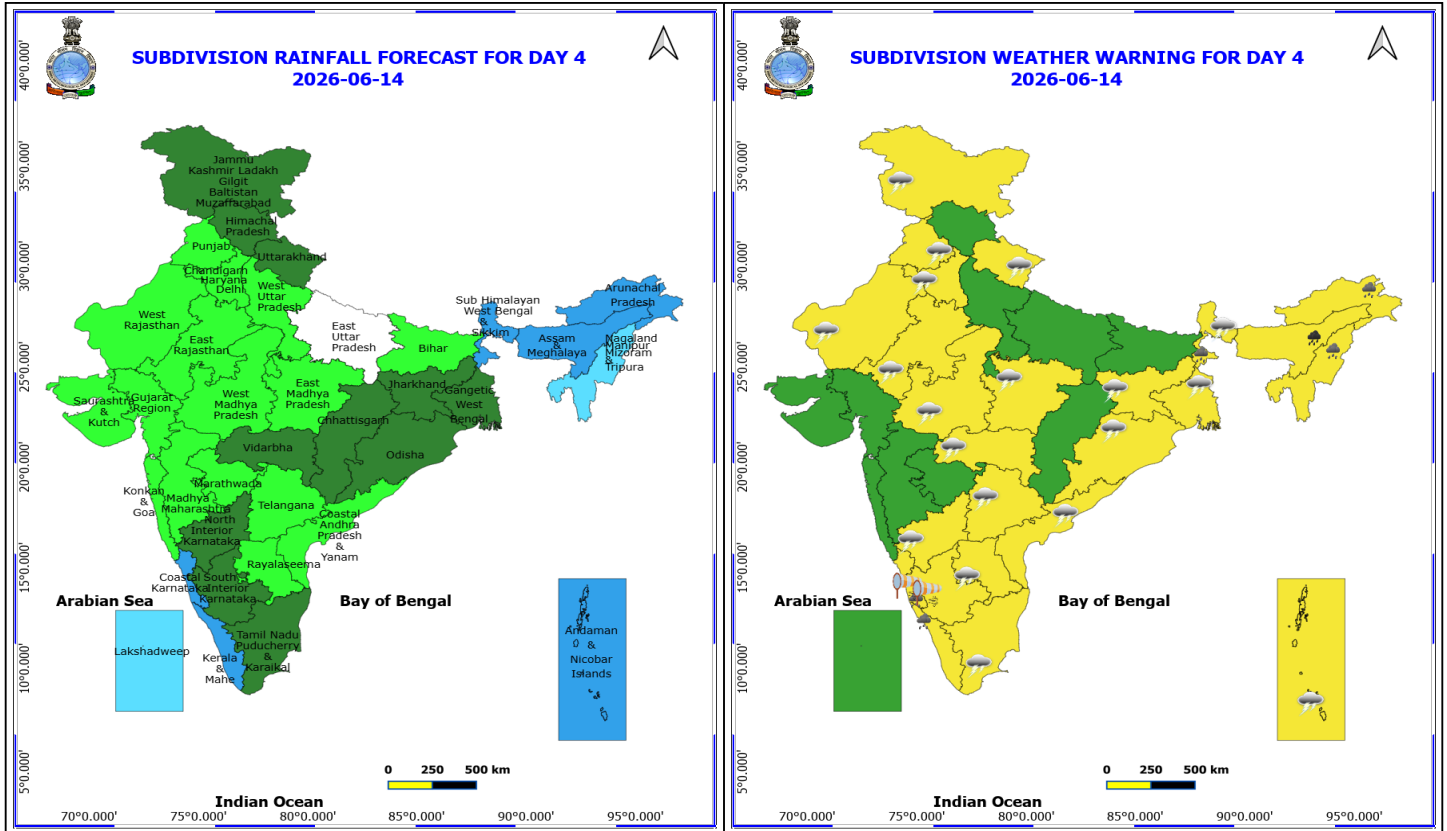 SUBDIVISION RAINFALL FORECAST FOR DAY 4
2026-06-14
40°0.000'
35°0.000'
30°0.000'
25°0.000'
20°0.000'
15°0.000'
10°0.000'
5°0.000'
Jammu
Kashmir Ladakh
Gilgit
Baltistan
Muzaffarabad
Himachal
Pradesh
Punjab
Uttarakhand
Chandigarh
Haryana
Delhi
West
Uttar
Pradesh
West
Rajasthan
East
Rajasthan
East
Uttar
Pradesh
Bihar
Sub Himalayan
West Bengal
&
Sikkim
Arunachal
Pradesh
Assam
&
Meghalaya
Nagaland
Manipur
Mizoram
&
Tripura
Jharkhand
Gangetic
West
Bengal
Saurashtra
&
Kutch
Gujarat
Region
West
Madhya
Pradesh
East
Madhya
Pradesh
Chhattisgarh
Vidarbha
Odisha
Konkan
&
Goa
Madhya
Maharashtra
Marathwada
Telangana
North
Interior
Karnataka
Coastal
Andhra
Pradesh
&
Yanam
Rayalaseema
Coastal
Karnataka
South
Interior
Karnataka
Arabian Sea
Bay of Bengal
Lakshadweep
Kerala
&
Mahe
Tamil Nadu
Puducherry
&
Karaikal
Andaman
&
Nicobar
Islands
0 250 500 km
Indian Ocean
70°0.000' 75°0.000' 80°0.000' 85°0.000' 90°0.000' 95°0.000'
SUBDIVISION WEATHER WARNING FOR DAY 4
2026-06-14
40°0.000'
35°0.000'
30°0.000'
25°0.000'
20°0.000'
15°0.000'
10°0.000'
5°0.000'
Arabian Sea
Bay of Bengal
0 250 500 km
Indian Ocean
70°0.000' 75°0.000' 80°0.000' 85°0.000' 90°0.000' 95°0.000'